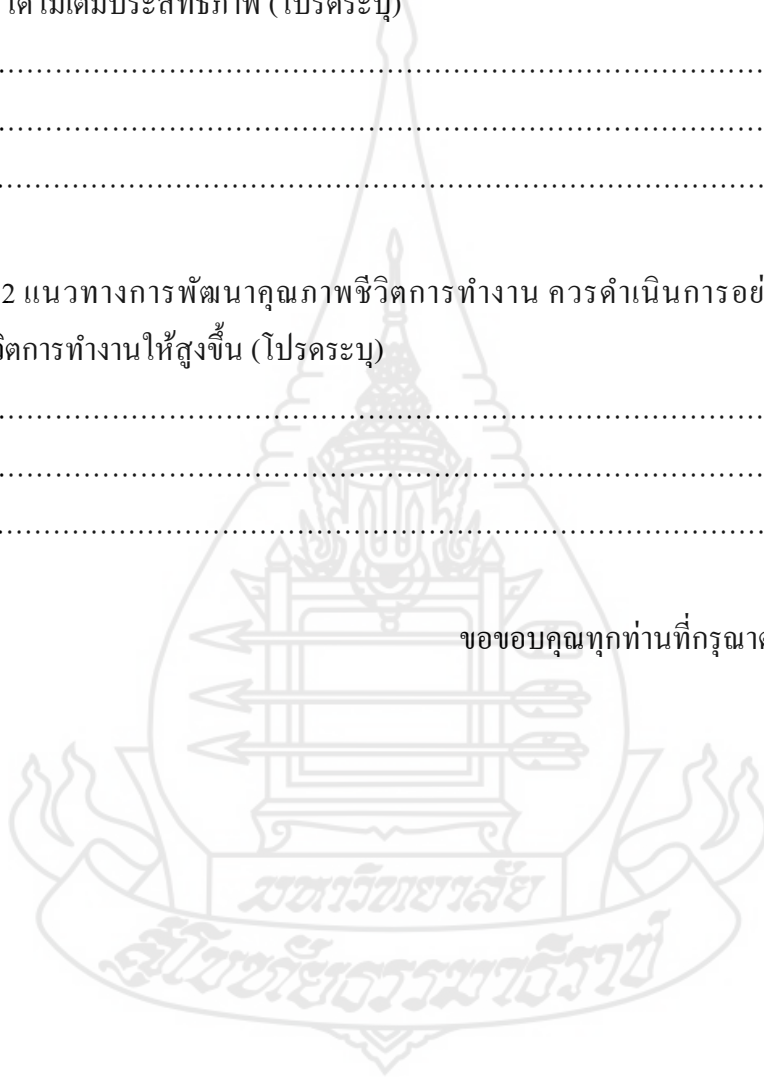 ได้ไม่เต็มประสิทธิภาพ (โปรดระบุ)
2 แนวทางการพัฒนาคุณภาพชีวิตการทำงาน ควรดำเนินการอย่
วิตการทำงานให้สูงขึ้น (โปรดระบุ)
ขอขอบคุณทุกท่านที่กรุณาต
มหาวิทยาลัย
สุโขทัยธรรมาธิราช